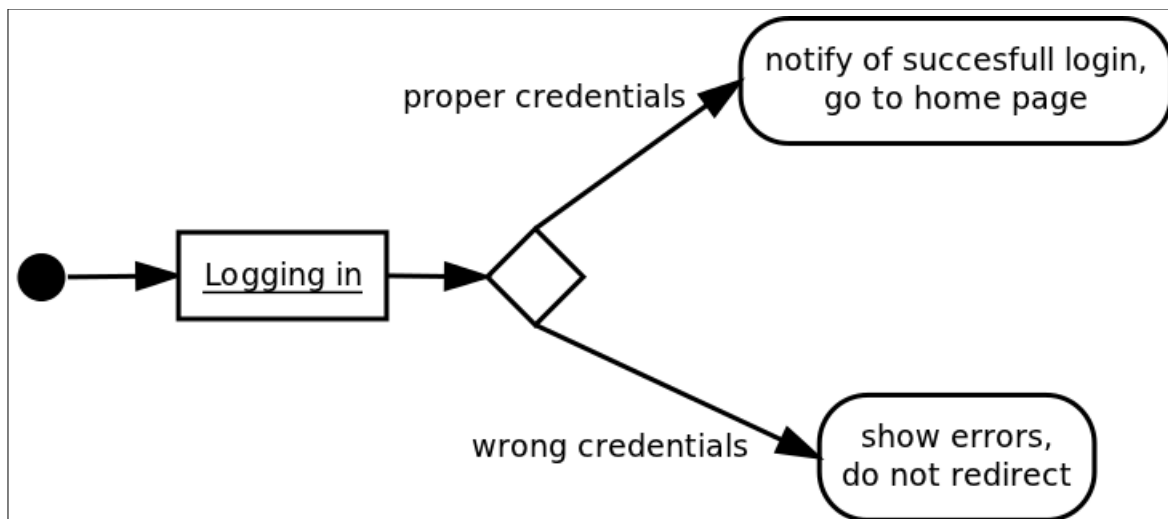 notify of succesfull login,
go to home page
proper credentials
Logging in
wrong credentials
show errors,
do not redirect